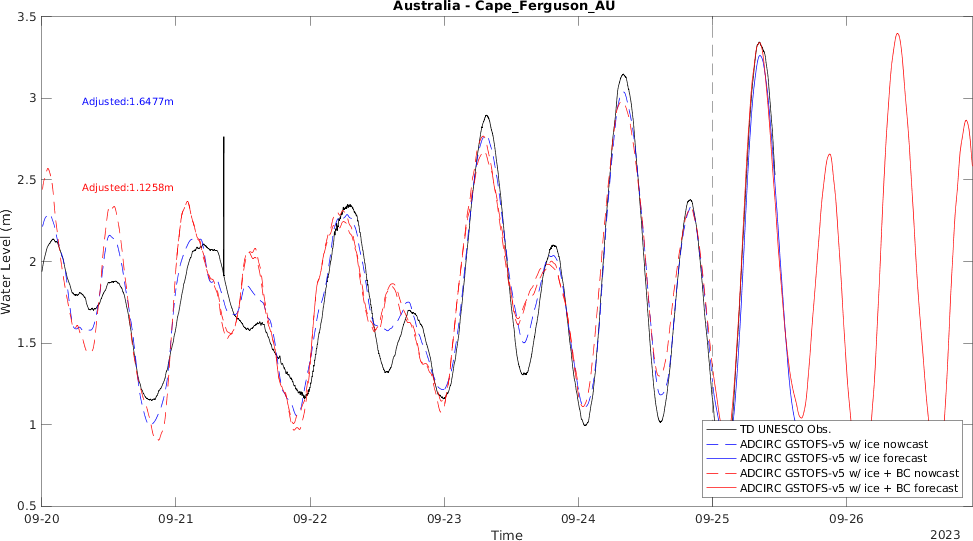 Australia - Cape_Ferguson_AU
3.5
3
2.5
2
1.5
1
0.5
Water Level (m)
Adjusted:1.6477m
Adjusted:1.1258m
TD UNESCO Obs.
ADCIRC GSTOFS-v5 w/ ice nowcast
ADCIRC GSTOFS-v5 w/ ice forecast
ADCIRC GSTOFS-v5 w/ ice + BC nowcast
ADCIRC GSTOFS-v5 w/ ice + BC forecast
09-20 09-21 09-22 09-23 09-24 09-25 09-26
Time
2023